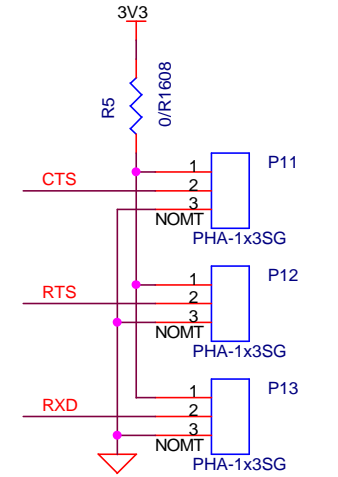 3V3
R5
0/R1608
P11
1
CTS
2
3
NOMT
PHA-1x3SG
P12
1
RTS
2
3
NOMT
PHA-1x3SG
P13
1
RXD
2
3
NOMT
PHA-1x3SG